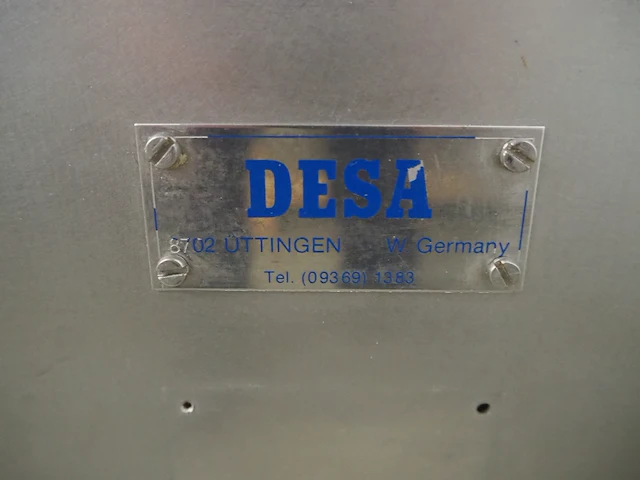 DESA
8702 ÜTTINGEN W. Germany
Tel. (09369) 1383